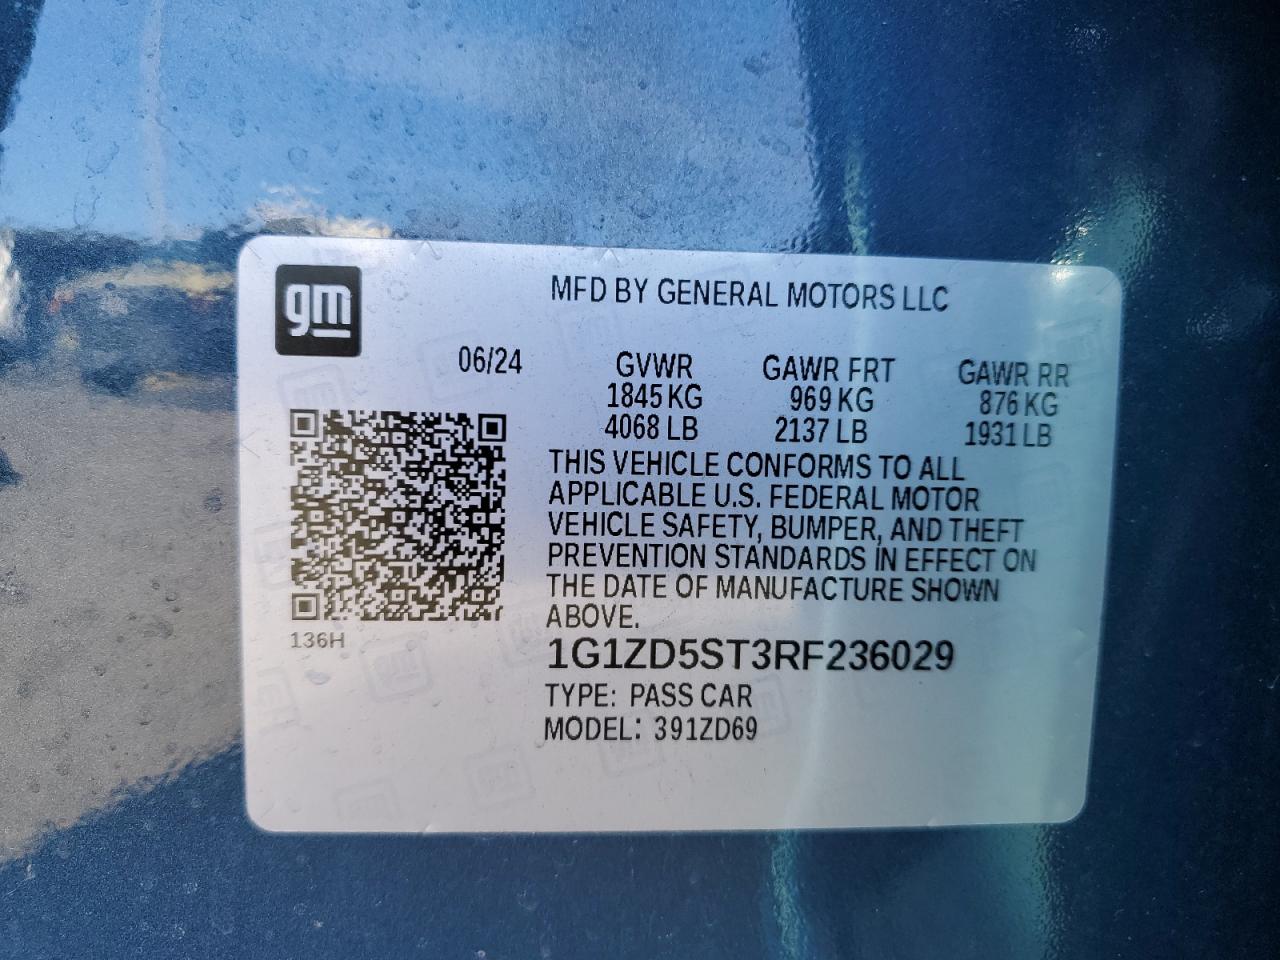 gm
MFD BY GENERAL MOTORS LLC
06/24 GVWR GAWR FRT GAWR RR
1845 KG 969 KG 876 KG
4068 LB 2137 LB 1931 LB
THIS VEHICLE CONFORMS TO ALL
APPLICABLE U.S. FEDERAL MOTOR
VEHICLE SAFETY, BUMPER, AND THEFT
PREVENTION STANDARDS IN EFFECT ON
THE DATE OF MANUFACTURE SHOWN
ABOVE.
136H
1G1ZD5ST3RF236029
TYPE: PASS CAR
MODEL: 391ZD69